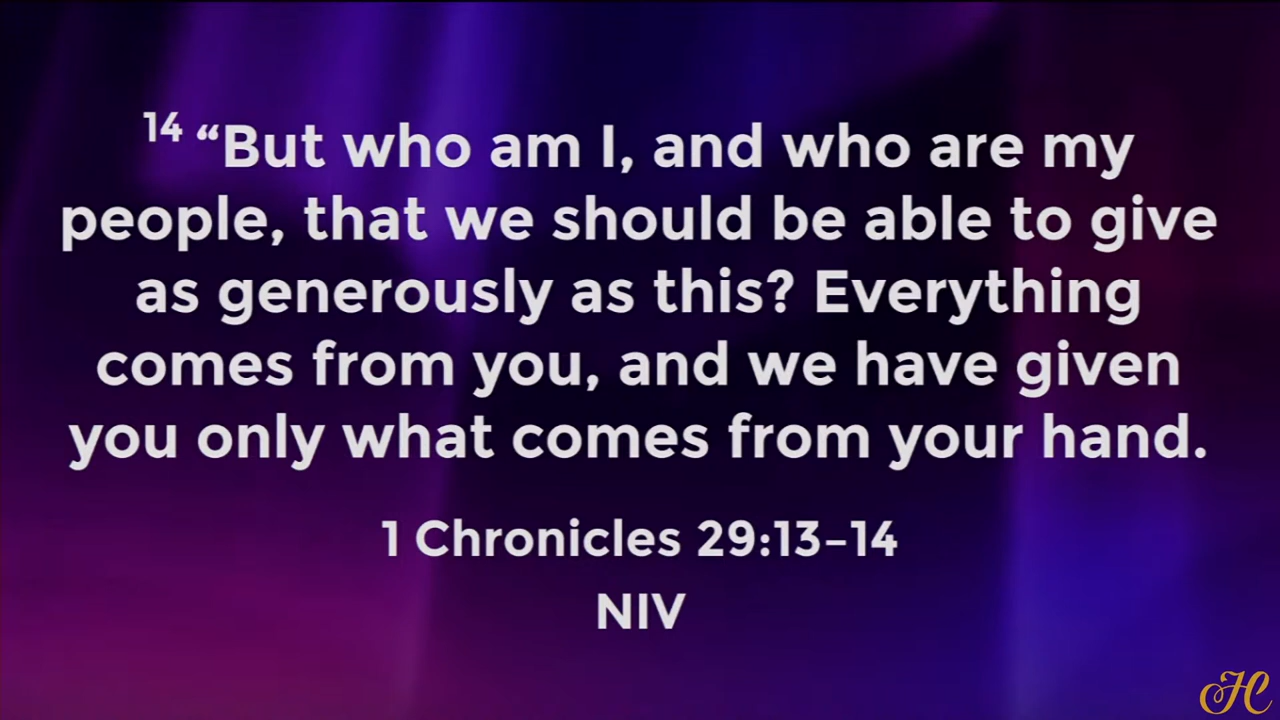 14 “But who am I, and who are my
people, that we should be able to give
as generously as this? Everything
comes from you, and we have given
you only what comes from your hand.
1 Chronicles 29:13–14
NIV
HC